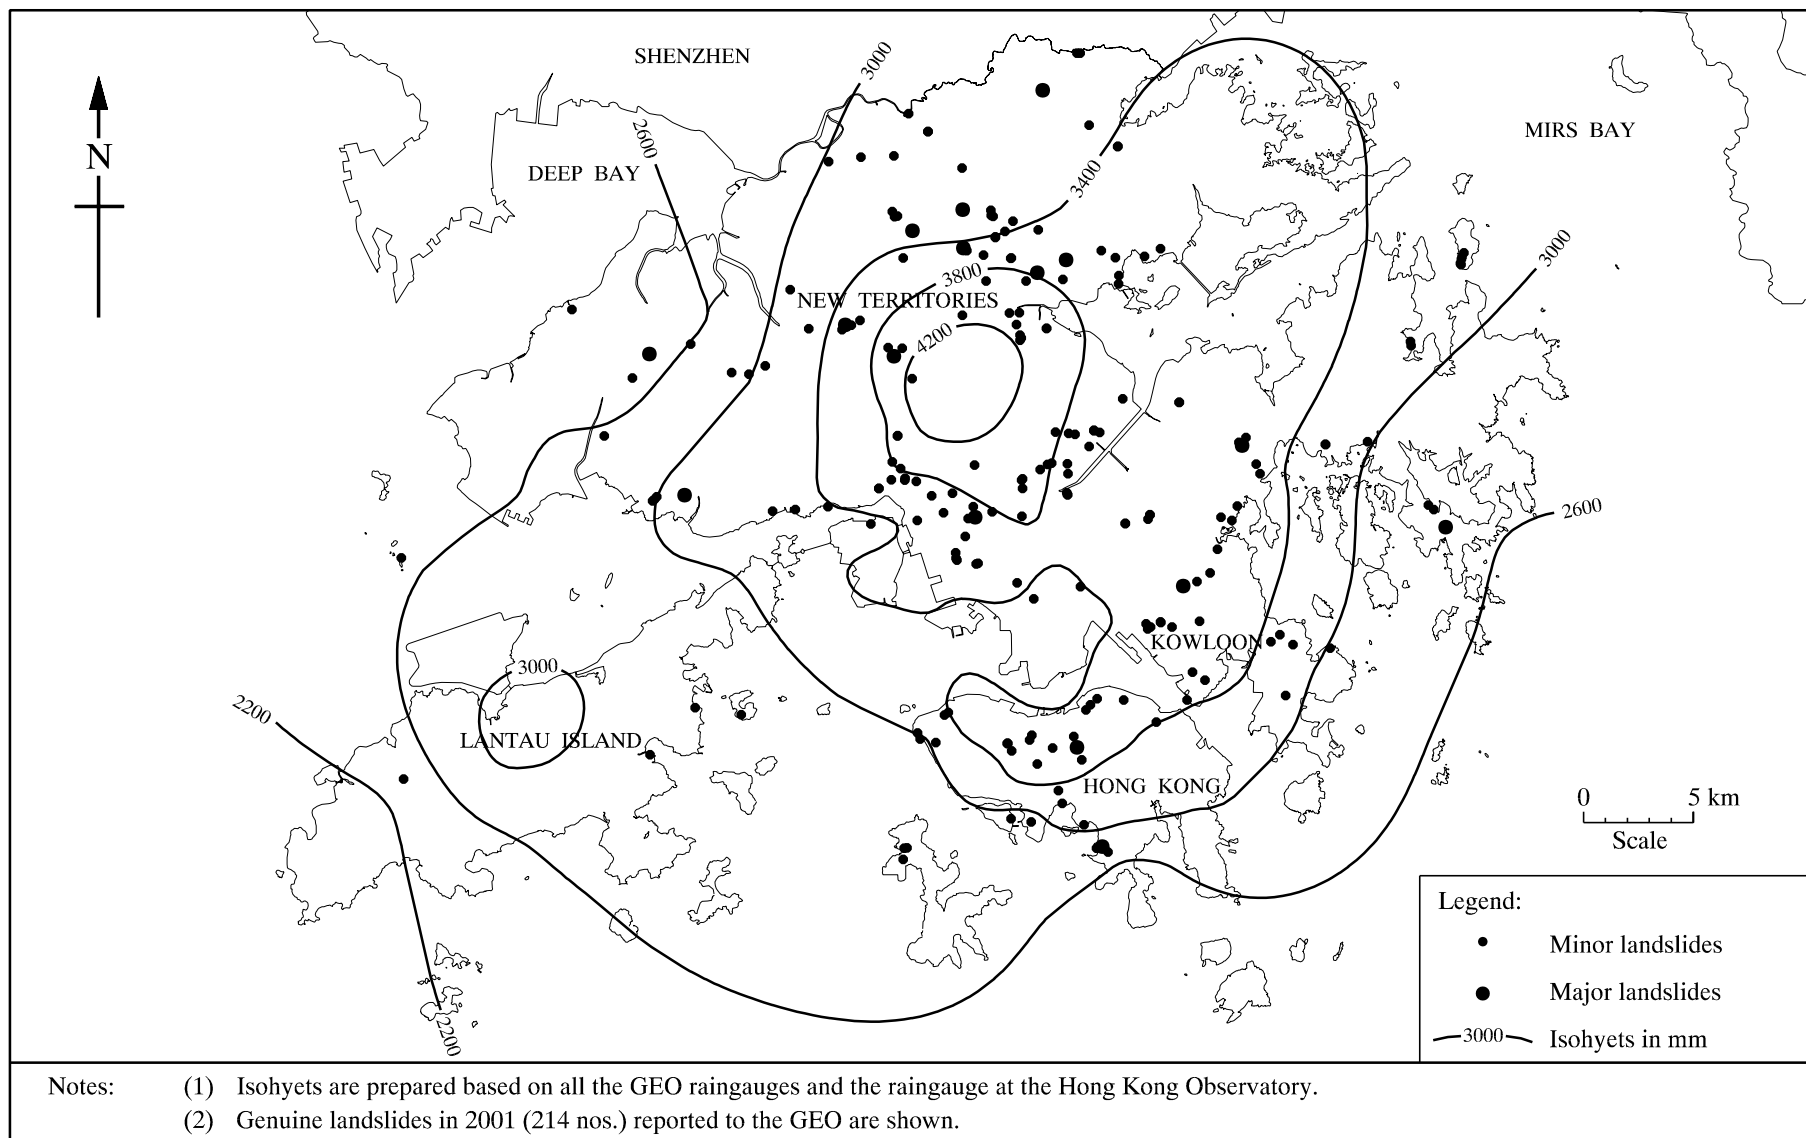 SHENZHEN
3000
2600
N
DEEP BAY
MIRS BAY
3400
3000
3800
NEW TERRITORIES
4200
2600
KOWLOON
3000
2200
LANTAU ISLAND
HONG KONG
0 5 km
Scale
Legend:
Minor landslides
Major landslides
3000 Isohyets in mm
2200
Notes: (1) Isohyets are prepared based on all the GEO raingauges and the raingauge at the Hong Kong Observatory.
(2) Genuine landslides in 2001 (214 nos.) reported to the GEO are shown.